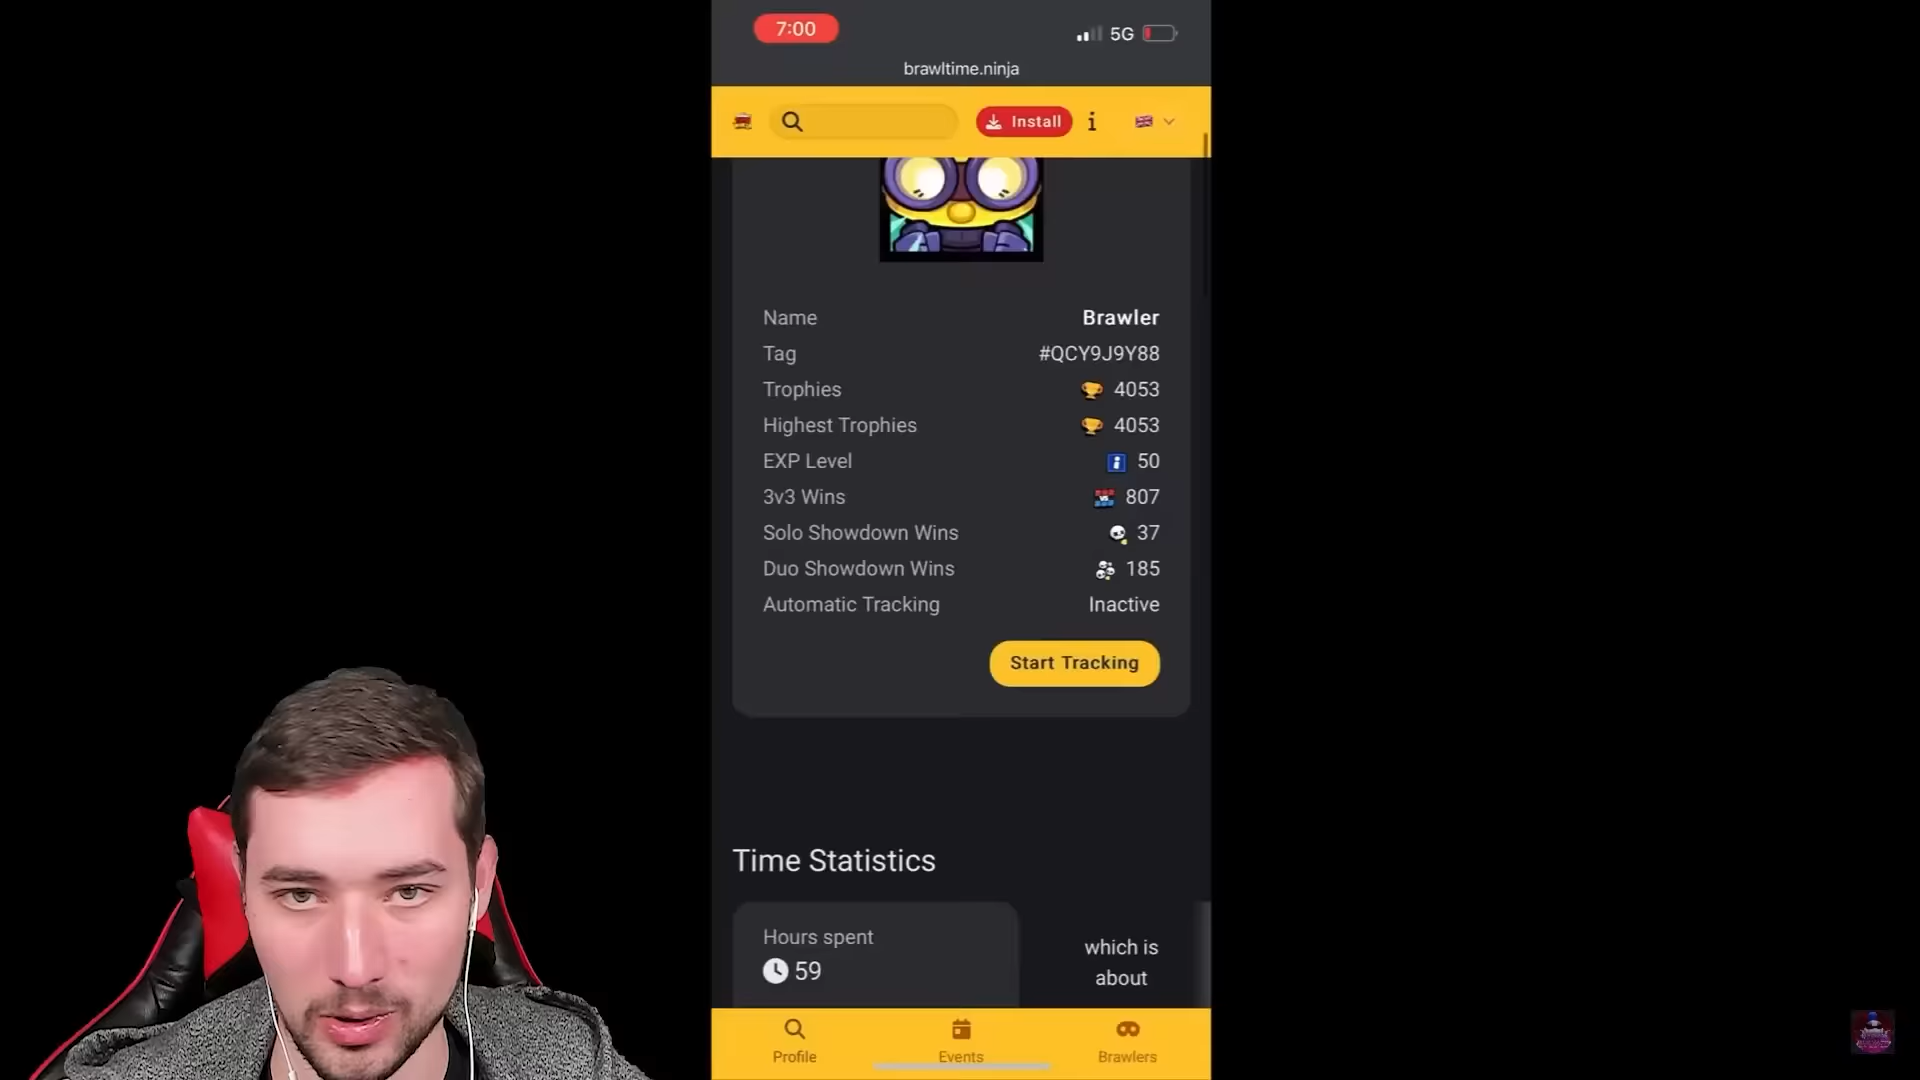 7:00
5G
brawltime.ninja
Install
i
Name Brawler
Tag #QCY9J9Y88
Trophies 4053
Highest Trophies 4053
EXP Level 50
3v3 Wins 807
Solo Showdown Wins 37
Duo Showdown Wins 185
Automatic Tracking Inactive
Start Tracking
Time Statistics
Hours spent
59
which is
about
Profile Events Brawlers